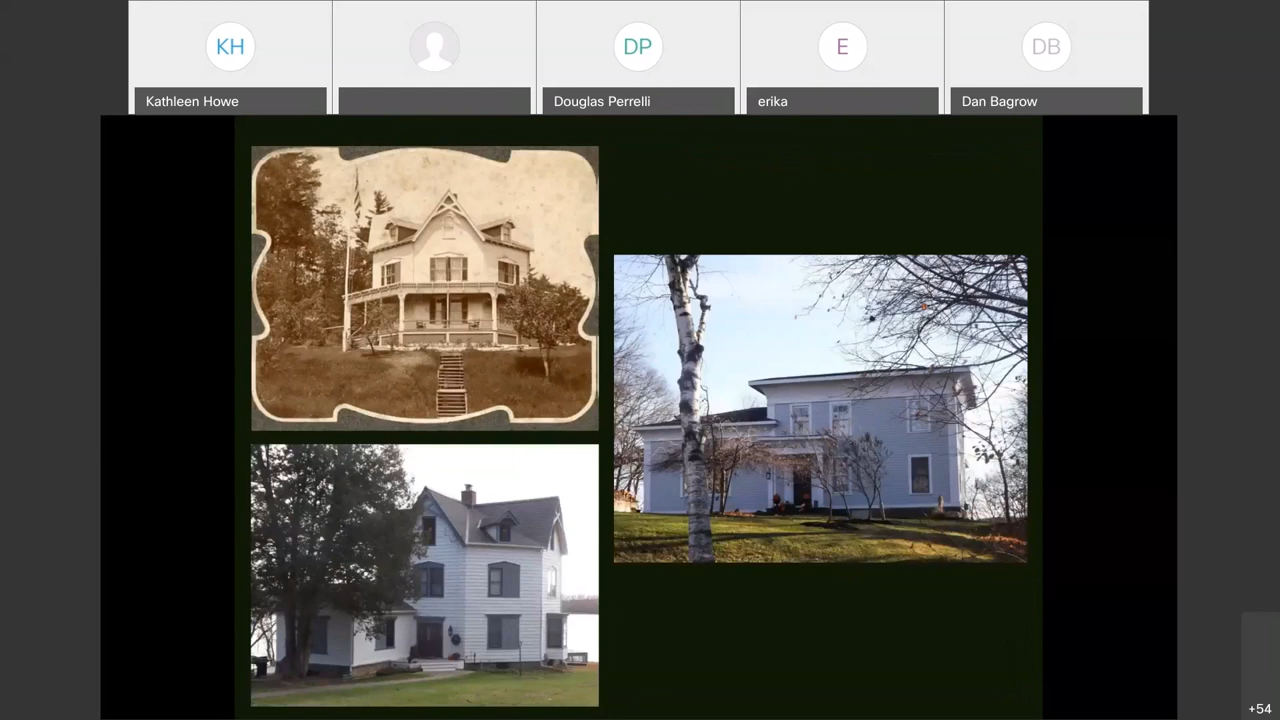 KH
DP
E
DB
Kathleen Howe
Douglas Perrelli
erika
Dan Bagrow
+54